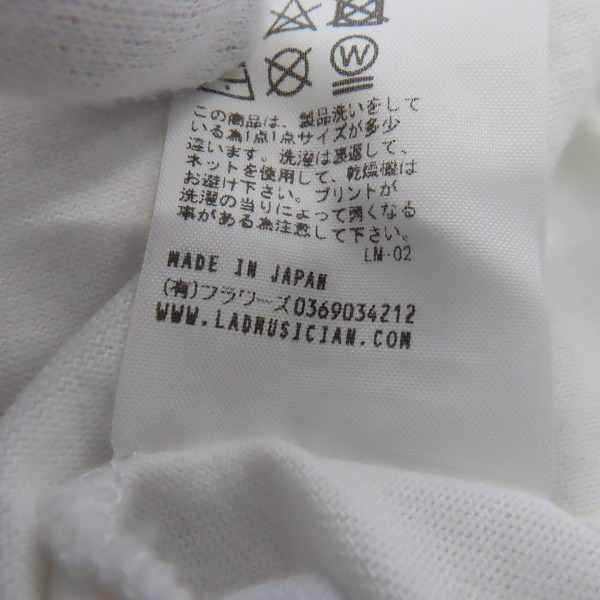 W
この商品は、製品洗いをして
いる為1点1点サイズが多少
違います。洗濯は裏返して、
ネットを使用して、乾燥機は
お避け下さい。プリントが
洗濯の当りによって薄くなる
事がある為注意して下さい。
LM-02
MADE IN JAPAN
(有)フラワーズ0369034212
WWW.LADMUSICIAN.COM